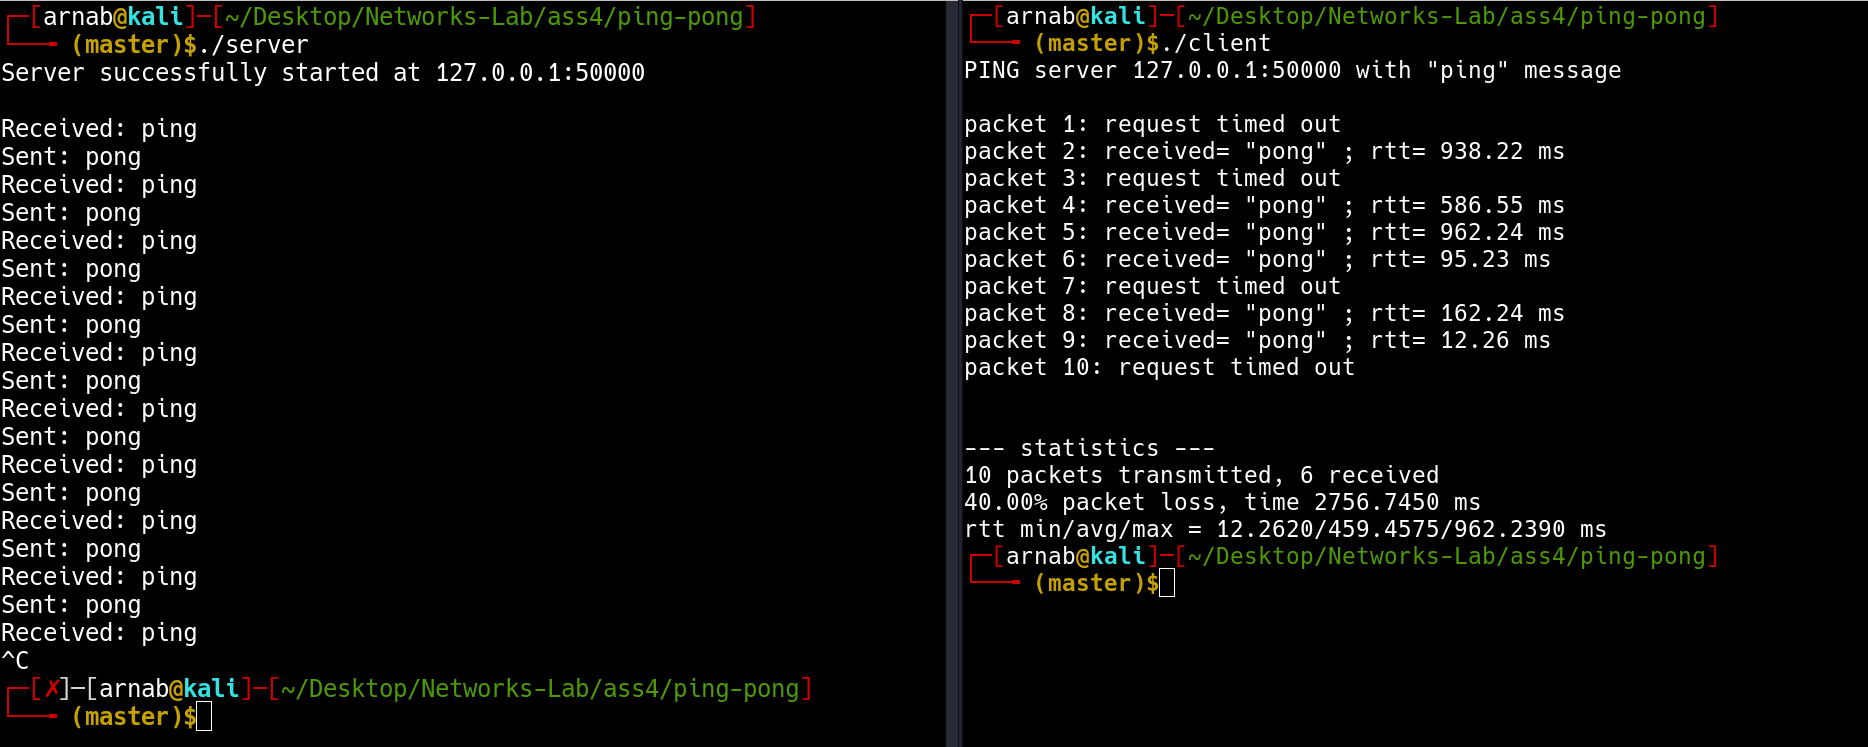 ┌─[arnab@kali]─[~/Desktop/Networks-Lab/ass4/ping-pong]
└──╼ (master)$./server
Server successfully started at 127.0.0.1:50000
Received: ping
Sent: pong
Received: ping
Sent: pong
Received: ping
Sent: pong
Received: ping
Sent: pong
Received: ping
Sent: pong
Received: ping
Sent: pong
Received: ping
Sent: pong
Received: ping
Sent: pong
Received: ping
Sent: pong
Received: ping
^C
┌─[✗]─[arnab@kali]─[~/Desktop/Networks-Lab/ass4/ping-pong]
└──╼ (master)$
┌─[arnab@kali]─[~/Desktop/Networks-Lab/ass4/ping-pong]
└──╼ (master)$./client
PING server 127.0.0.1:50000 with "ping" message
packet 1: request timed out
packet 2: received= "pong" ; rtt= 938.22 ms
packet 3: request timed out
packet 4: received= "pong" ; rtt= 586.55 ms
packet 5: received= "pong" ; rtt= 962.24 ms
packet 6: received= "pong" ; rtt= 95.23 ms
packet 7: request timed out
packet 8: received= "pong" ; rtt= 162.24 ms
packet 9: received= "pong" ; rtt= 12.26 ms
packet 10: request timed out
--- statistics ---
10 packets transmitted, 6 received
40.00% packet loss, time 2756.7450 ms
rtt min/avg/max = 12.2620/459.4575/962.2390 ms
┌─[arnab@kali]─[~/Desktop/Networks-Lab/ass4/ping-pong]
└──╼ (master)$